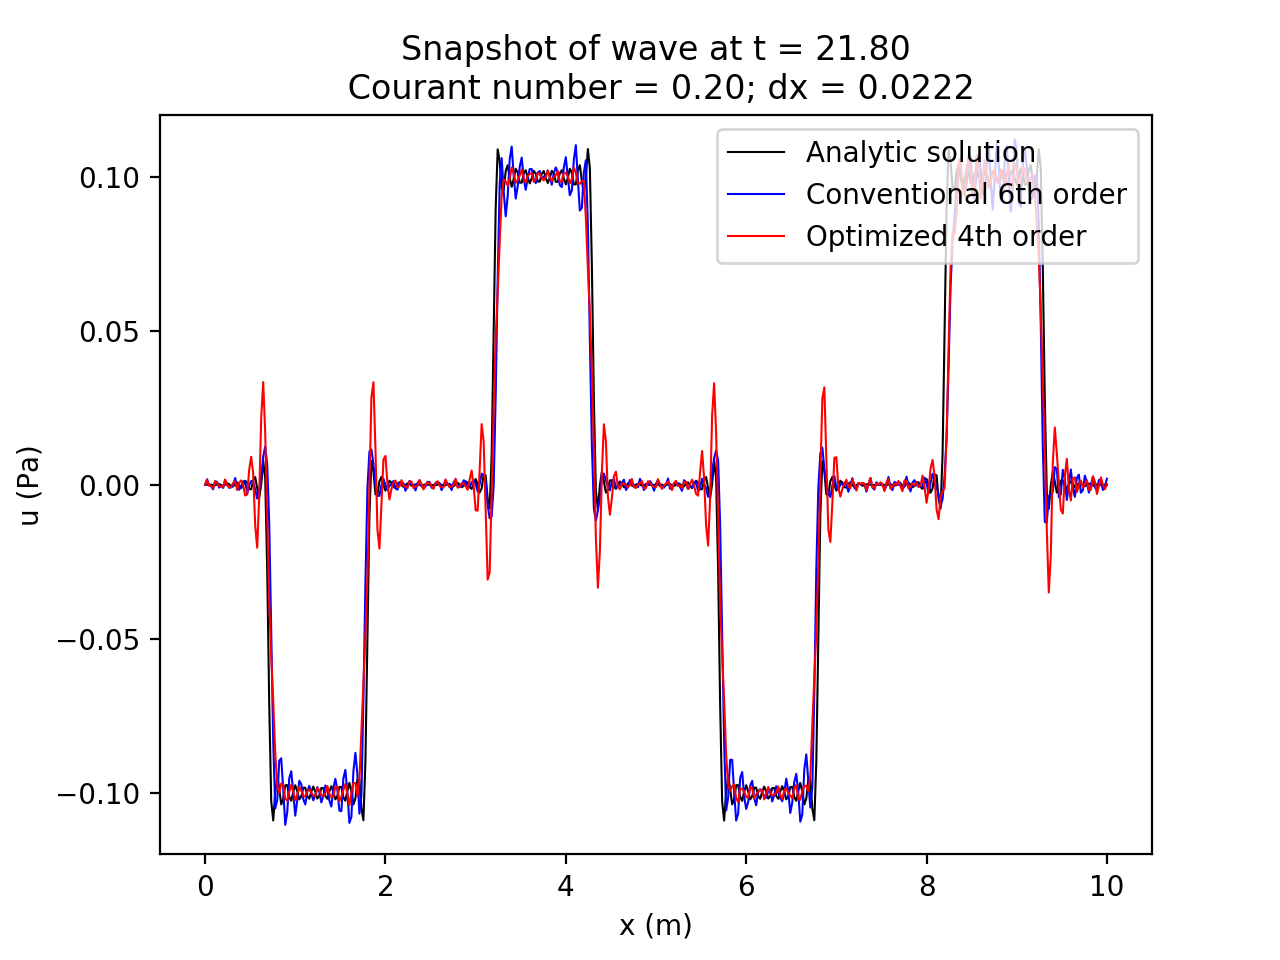 Snapshot of wave at t = 21.80
Courant number = 0.20; dx = 0.0222
Analytic solution
Conventional 6th order
Optimized 4th order
0.10
0.05
0.00
−0.05
−0.10
u (Pa)
0 2 4 6 8 10
x (m)